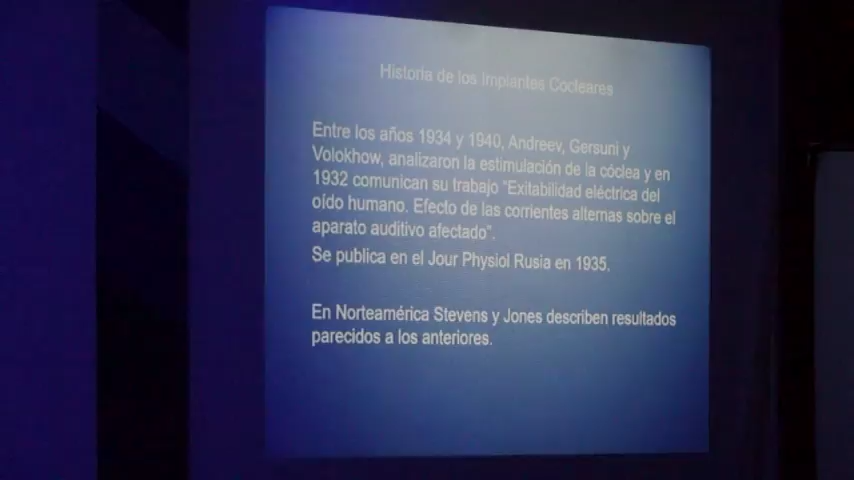 Historia de los Implantes Cocleares
Entre los años 1934 y 1940, Andreev, Gersuni y
Volokhow, analizaron la estimulación de la cóclea y en
1932 comunican su trabajo "Exitabilidad eléctrica del
oído humano. Efecto de las corrientes alternas sobre el
aparato auditivo afectado".
Se publica en el Jour Physiol Rusia en 1935.
En Norteamérica Stevens y Jones describen resultados
parecidos a los anteriores.